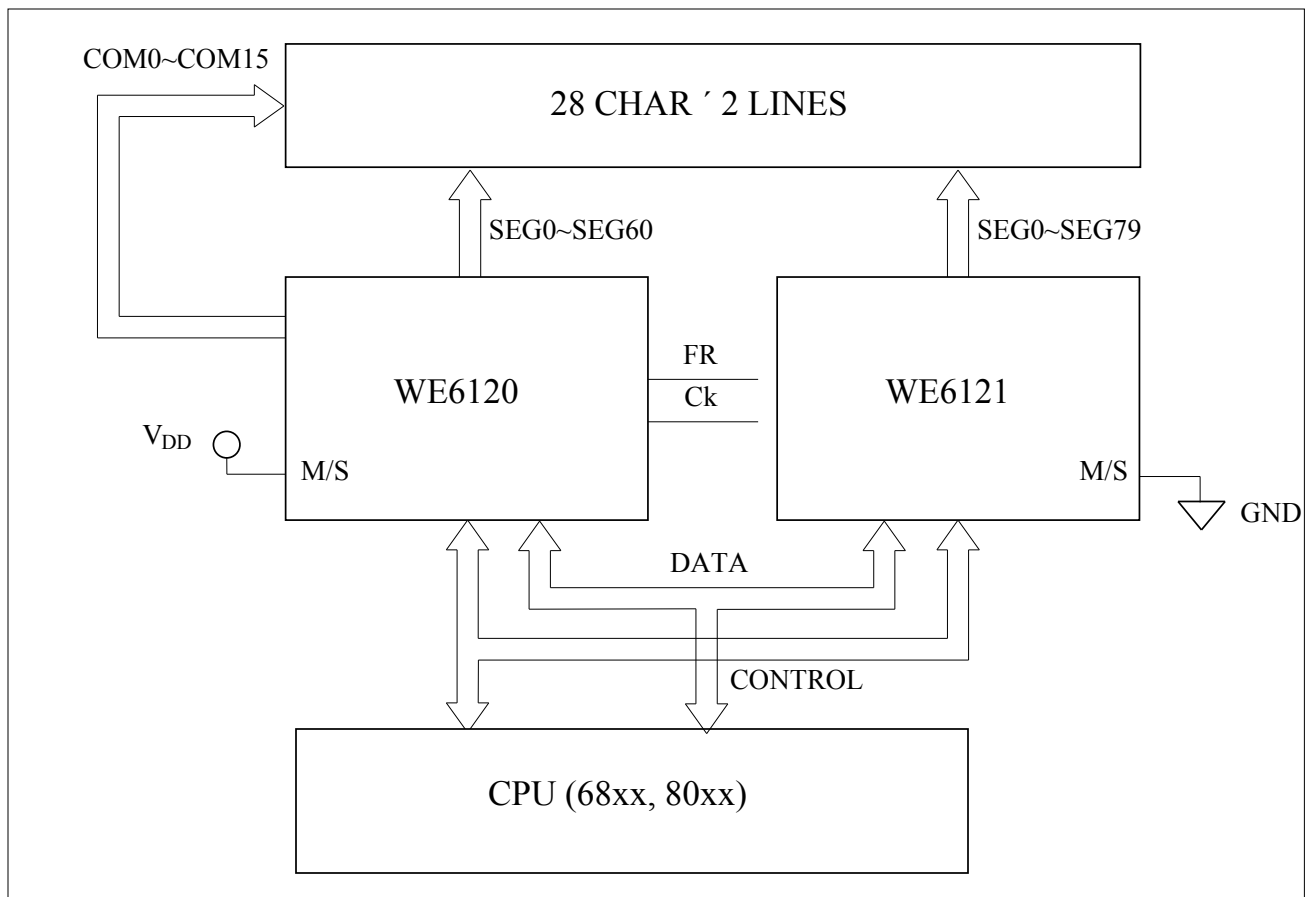 COM0~COM15
28 CHAR ´ 2 LINES
SEG0~SEG60
SEG0~SEG79
FR
WE6120
WE6121
Ck
VDD
M/S
M/S
GND
DATA
CONTROL
CPU (68xx, 80xx)